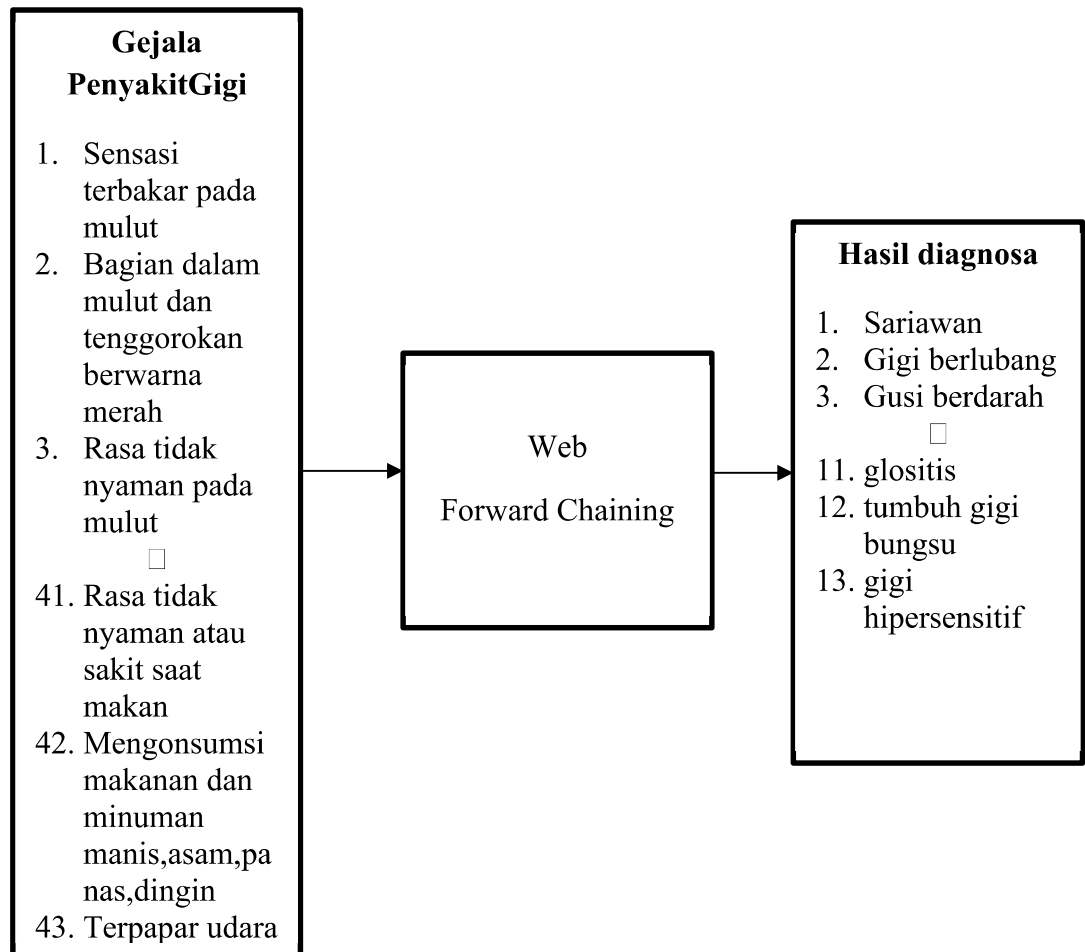 Gejala
PenyakitGigi
1. Sensasi
terbakar pada
mulut
2. Bagian dalam
mulut dan
tenggorokan
berwarna
merah
3. Rasa tidak
nyaman pada
mulut
41. Rasa tidak
nyaman atau
sakit saat
makan
42. Mengonsumsi
makanan dan
minuman
manis,asam,pa
nas,dingin
43. Terpapar udara
Web
Forward Chaining
Hasil diagnosa
1. Sariawan
2. Gigi berlubang
3. Gusi berdarah
11. glositis
12. tumbuh gigi
bungsu
13. gigi
hipersensitif